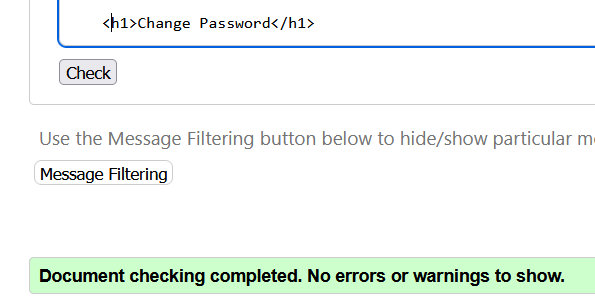 <h1>Change Password</h1>
Check
Use the Message Filtering button below to hide/show particular m
Message Filtering
Document checking completed. No errors or warnings to show.